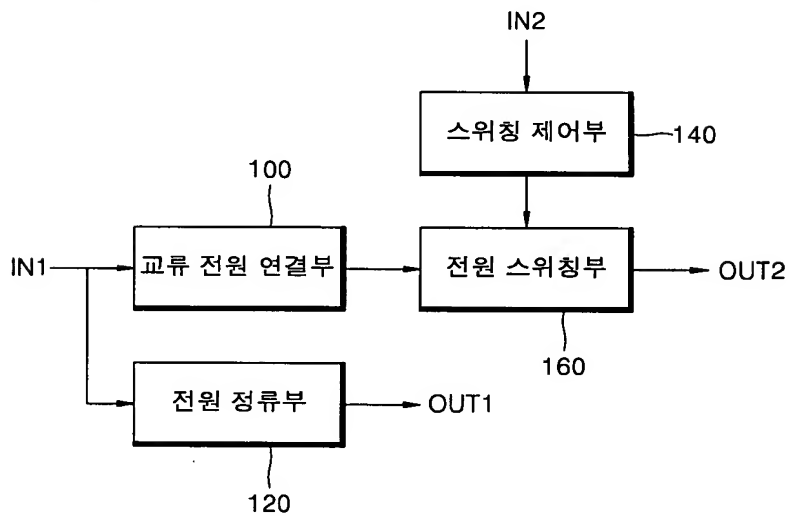 IN2
스위칭 제어부
140
100
IN1
교류 전원 연결부
전원 스위칭부
OUT2
160
전원 정류부
OUT1
120